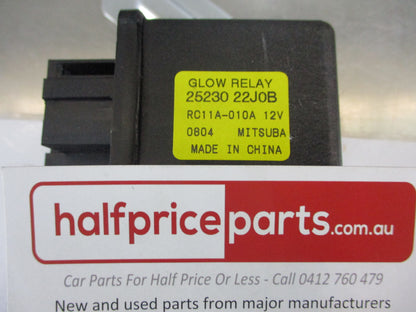 GLOW RELAY
25230 22J0B
RC11A-010A 12V
0804 MITSUBA
MADE IN CHINA
halfpriceparts.com.au
Car Parts For Half Price Or Less - Call 0412 760 479
New and used parts from major manufacturers